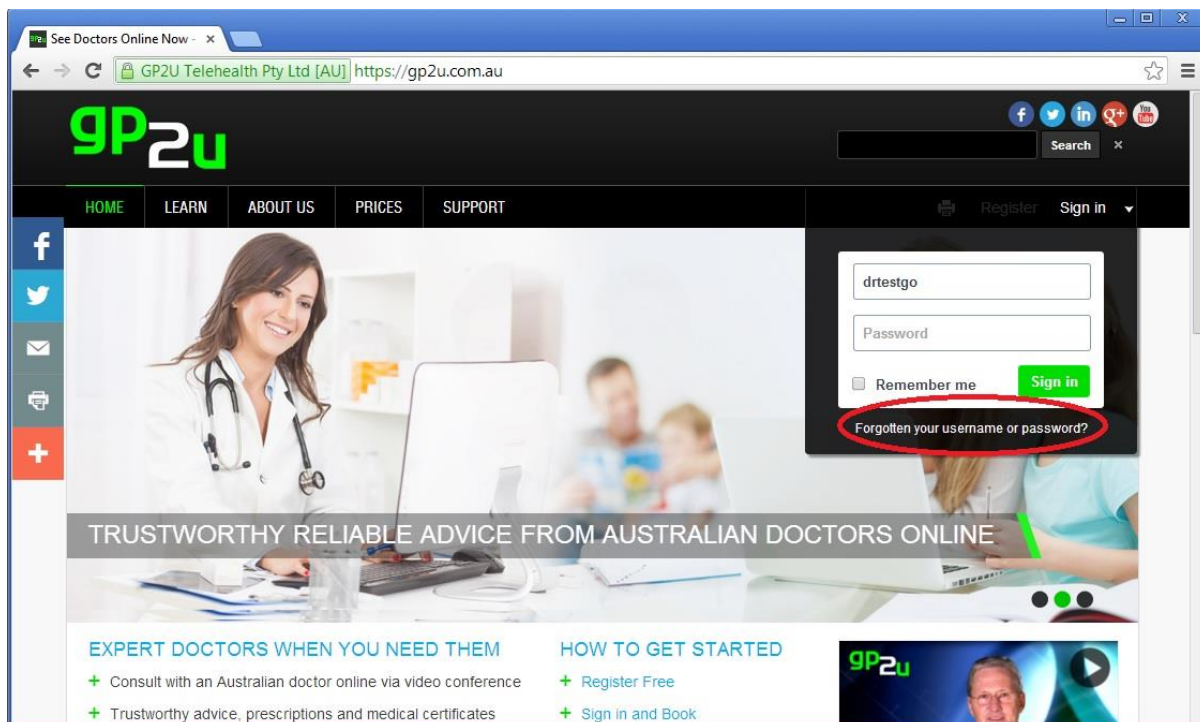 See Doctors Online Now -
GP2U Telehealth Pty Ltd [AU] https://gp2u.com.au
gp2u
Search
HOME LEARN ABOUT US PRICES SUPPORT
Register Sign in
drtestgo
Password
Remember me
Sign in
Forgotten your username or password?
TRUSTWORTHY RELIABLE ADVICE FROM AUSTRALIAN DOCTORS ONLINE
EXPERT DOCTORS WHEN YOU NEED THEM
+ Consult with an Australian doctor online via video conference
+ Trustworthy advice, prescriptions and medical certificates
HOW TO GET STARTED
+ Register Free
+ Sign in and Book
gp2u